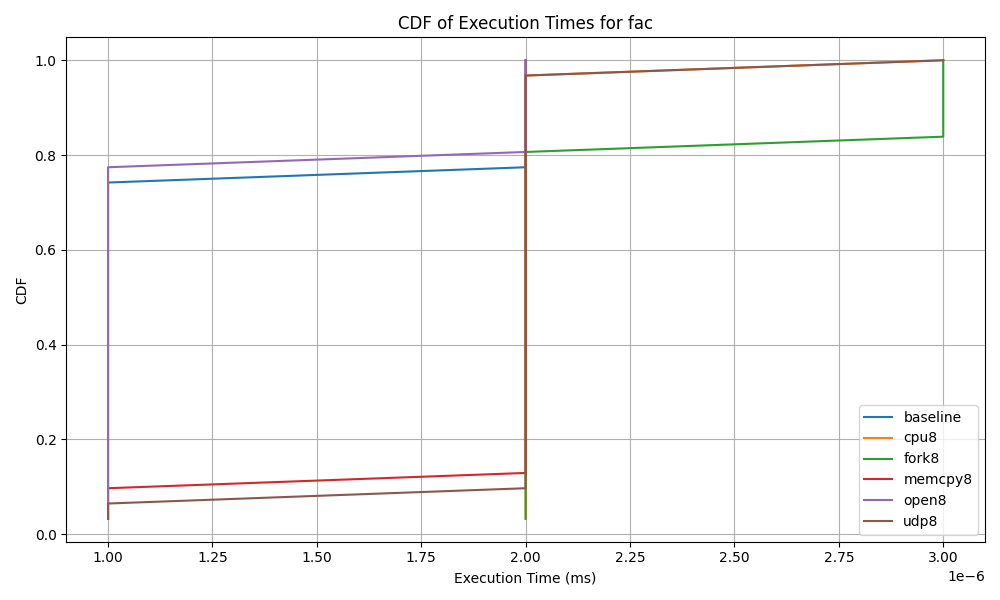 CDF of Execution Times for fac
CDF
1.0
0.8
0.6
0.4
0.2
0.0
baseline
cpu8
fork8
memcpy8
open8
udp8
1.00 1.25 1.50 1.75 2.00 2.25 2.50 2.75 3.00
Execution Time (ms)
1e−6